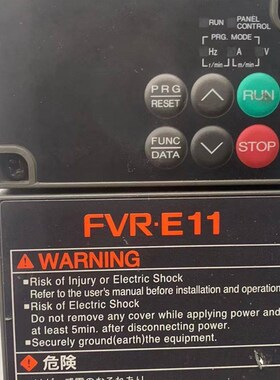 RUN PANEL CONTROL
PRG. MODE
Hz A V
r/min m/min
PRG RESET
RUN
FUNC DATA
STOP
FVR·E11
WARNING
■Risk of Injury or Electric Shock
Refer to the user's manual before installation and operation
■Risk of Electric Shock
Do not remove any cover while applying power and
at least 5min. after disconnecting power.
■Securely ground(earth)the equipment.
危険